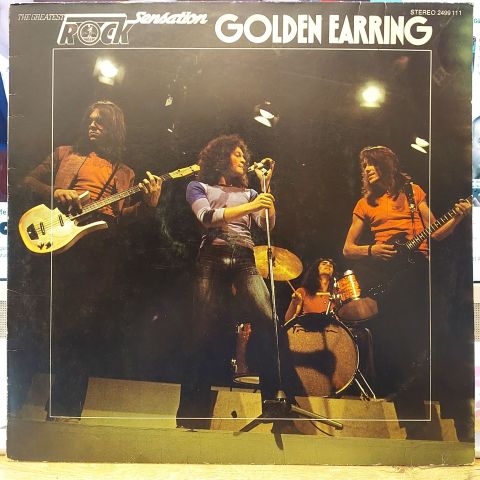 THE GREATEST
ROCK Sensation
GOLDEN EARRING
STEREO 2499 111